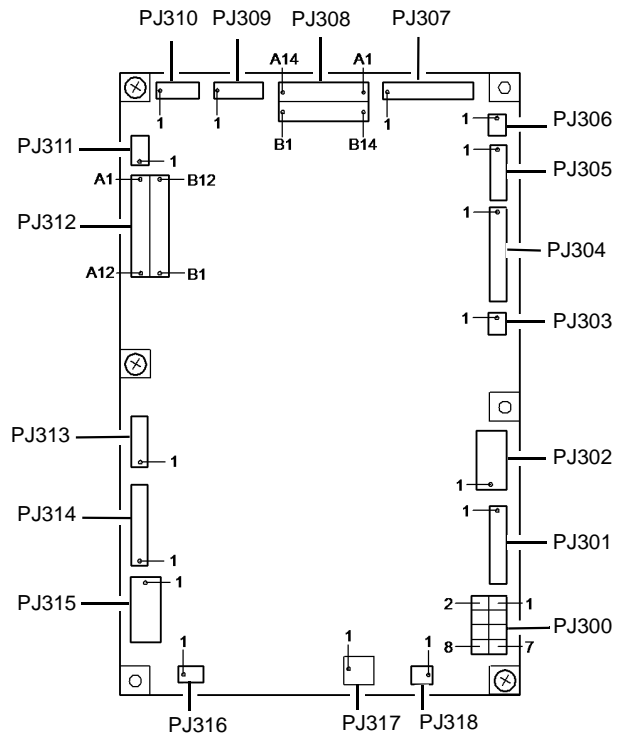 PJ310 PJ309 PJ308 PJ307
A14 A1
1 1 1
B1 B14
1 PJ306
PJ311 1
1 PJ305
A1 B12
PJ312 1
PJ304
A12 B1
1 PJ303
PJ313
1 PJ302
1
PJ314 1
PJ301
1
1
PJ315 2 1
PJ300
8 7
1 1 1
PJ316 PJ317 PJ318